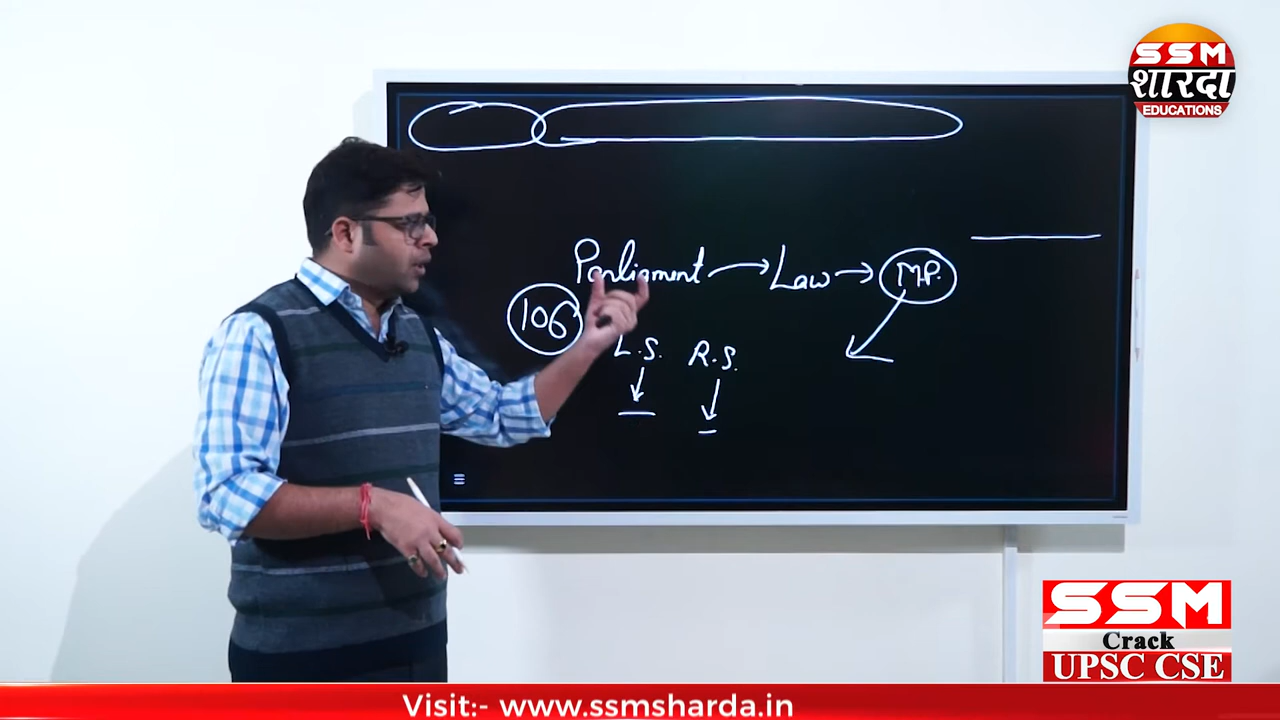 SSM
शारदा
EDUCATIONS
Parliament → Law → M.P.
106
L.S. R.S.
SSM
Crack
UPSC CSE
Visit:- www.ssmsharda.in